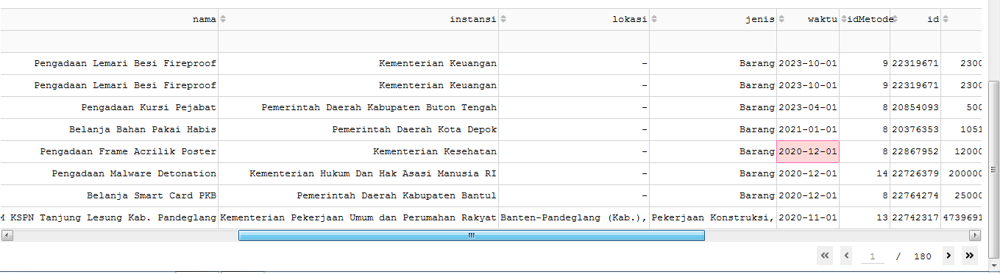 nama instansi lokasi jenis waktu idMetode id
Pengadaan Lemari Besi Fireproof Kementerian Keuangan - Barang 2023-10-01 9 22319671 2300
Pengadaan Lemari Besi Fireproof Kementerian Keuangan - Barang 2023-10-01 9 22319671 2300
Pengadaan Kursi Pejabat Pemerintah Daerah Kabupaten Buton Tengah - Barang 2023-04-01 8 20854093 500
Belanja Bahan Pakai Habis Pemerintah Daerah Kota Depok - Barang 2021-01-01 8 20376353 1051
Pengadaan Frame Acrilik Poster Kementerian Kesehatan - Barang 2020-12-01 8 22867952 12000
Pengadaan Malware Detonation Kementerian Hukum Dan Hak Asasi Manusia RI - Barang 2020-12-01 14 22726379 200000
Belanja Smart Card PKB Pemerintah Daerah Kabupaten Bantul - Barang 2020-12-01 8 22764274 25000
M KSPN Tanjung Lesung Kab. Pandeglang Kementerian Pekerjaan Umum dan Perumahan Rakyat Banten-Pandeglang (Kab.), Pekerjaan Konstruksi, 2020-11-01 13 22742317 4739691
« ‹ 1 / 180 › »